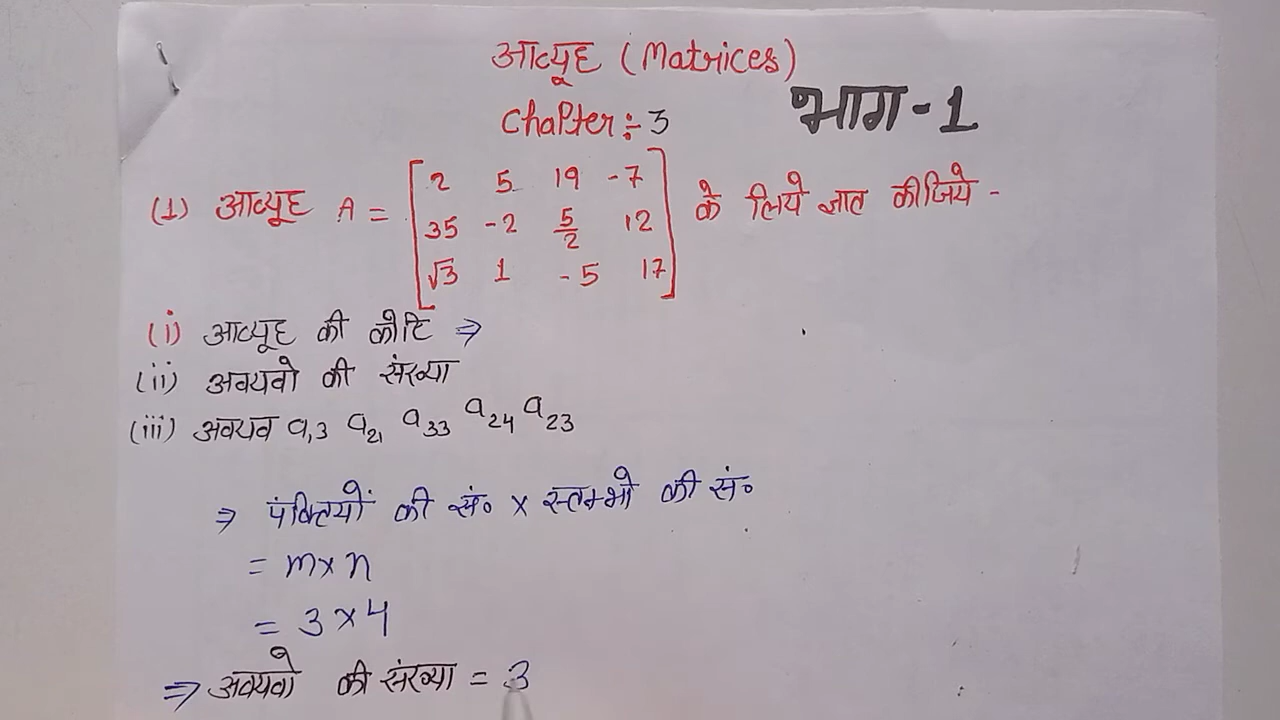 आव्यूह (Matrices)
Chapter :- 3
भाग-1
(1) आव्यूह A = [2 5 19 -7
35 -2 5/2 12
√3 1 -5 17] के लिये ज्ञात कीजिये -
(i) आव्यूह की कोटि ⇒
(ii) अवयवो की संख्या
(iii) अवयव a13 a21 a33 a24 a23
⇒ पंक्तियों की सं० × स्तम्भो की सं०
= m×n
= 3×4
⇒ अवयवो की संख्या = 3